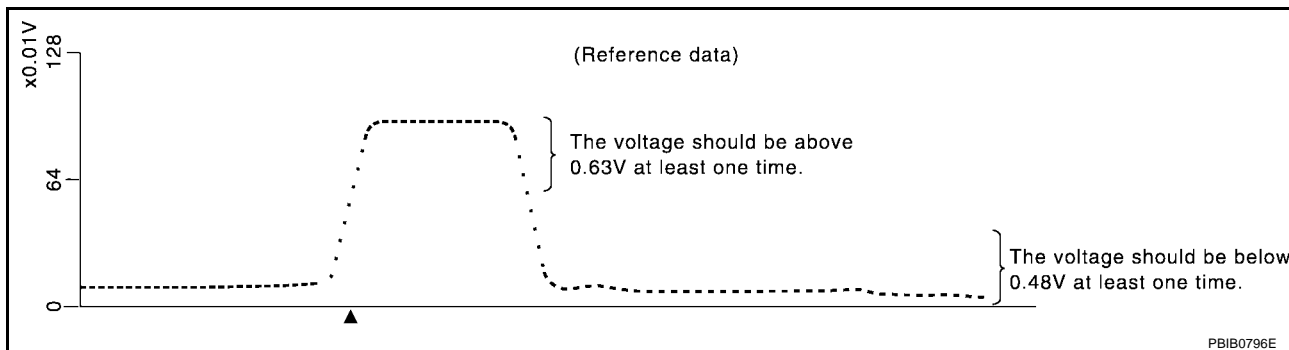 x0.01V
128
64
0
(Reference data)
The voltage should be above
0.63V at least one time.
The voltage should be below
0.48V at least one time.
PBIB0796E